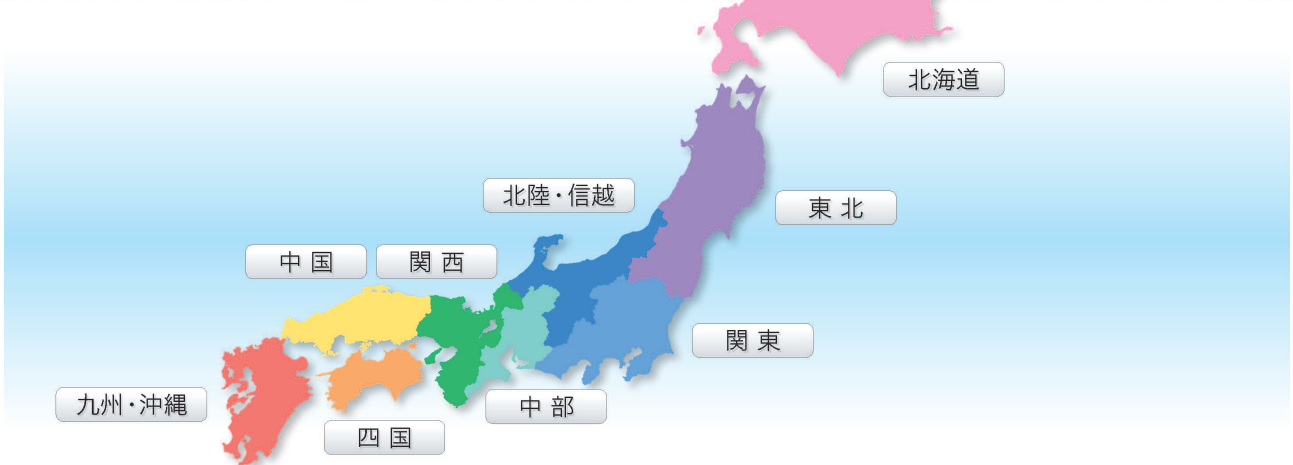 北海道
北陸・信越
東北
中国
関西
関東
九州・沖縄
中部
四国